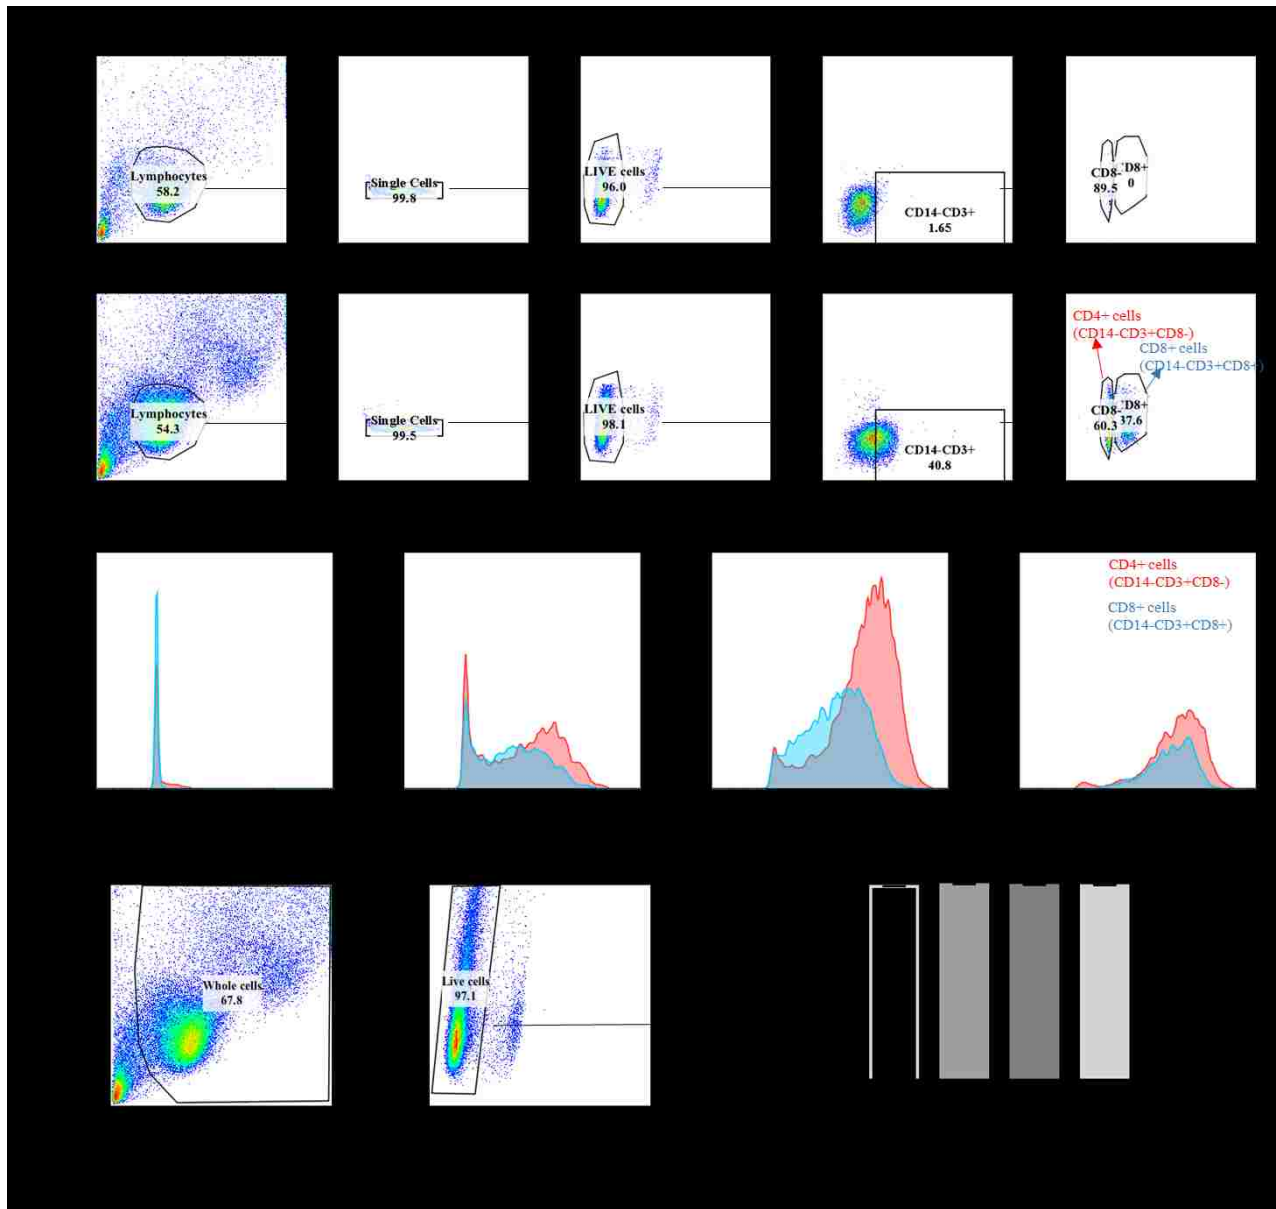 Lymphocytes
58.2
Single Cells
99.8
LIVE cells
96.0
CD14-CD3+
1.65
CD8-
89.5
CD8+
0
Lymphocytes
54.3
Single Cells
99.5
LIVE cells
98.1
CD14-CD3+
40.8
CD4+ cells
(CD14-CD3+CD8-)
CD8+ cells
(CD14-CD3+CD8+)
CD8-
60.3
CD8+
37.6
CD4+ cells
(CD14-CD3+CD8-)
CD8+ cells
(CD14-CD3+CD8+)
Whole cells
67.8
Live cells
97.1